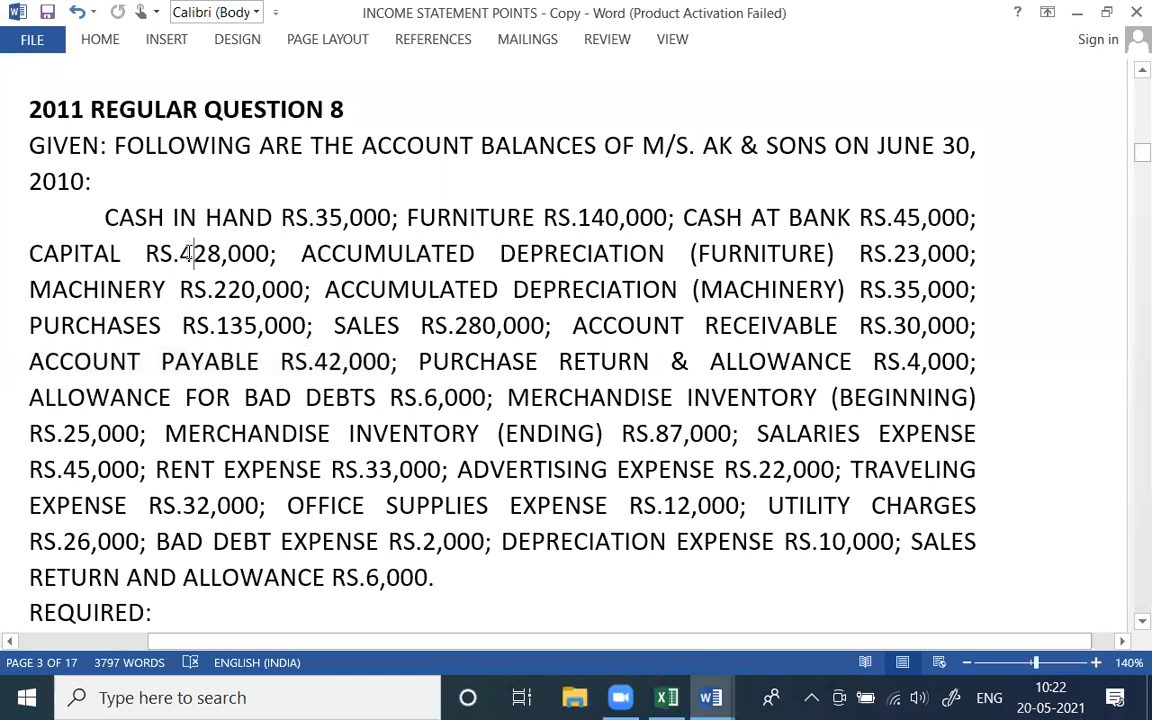 Calibri (Body
INCOME STATEMENT POINTS - Copy - Word (Product Activation Failed)
?
FILE HOME INSERT DESIGN PAGE LAYOUT REFERENCES MAILINGS REVIEW VIEW Sign in
2011 REGULAR QUESTION 8
GIVEN: FOLLOWING ARE THE ACCOUNT BALANCES OF M/S. AK & SONS ON JUNE 30,
2010:
CASH IN HAND RS.35,000; FURNITURE RS.140,000; CASH AT BANK RS.45,000;
CAPITAL RS.428,000; ACCUMULATED DEPRECIATION (FURNITURE) RS.23,000;
MACHINERY RS.220,000; ACCUMULATED DEPRECIATION (MACHINERY) RS.35,000;
PURCHASES RS.135,000; SALES RS.280,000; ACCOUNT RECEIVABLE RS.30,000;
ACCOUNT PAYABLE RS.42,000; PURCHASE RETURN & ALLOWANCE RS.4,000;
ALLOWANCE FOR BAD DEBTS RS.6,000; MERCHANDISE INVENTORY (BEGINNING)
RS.25,000; MERCHANDISE INVENTORY (ENDING) RS.87,000; SALARIES EXPENSE
RS.45,000; RENT EXPENSE RS.33,000; ADVERTISING EXPENSE RS.22,000; TRAVELING
EXPENSE RS.32,000; OFFICE SUPPLIES EXPENSE RS.12,000; UTILITY CHARGES
RS.26,000; BAD DEBT EXPENSE RS.2,000; DEPRECIATION EXPENSE RS.10,000; SALES
RETURN AND ALLOWANCE RS.6,000.
REQUIRED:
PAGE 3 OF 17 3797 WORDS ENGLISH (INDIA) 140%
Type here to search
ENG
10:22
20-05-2021